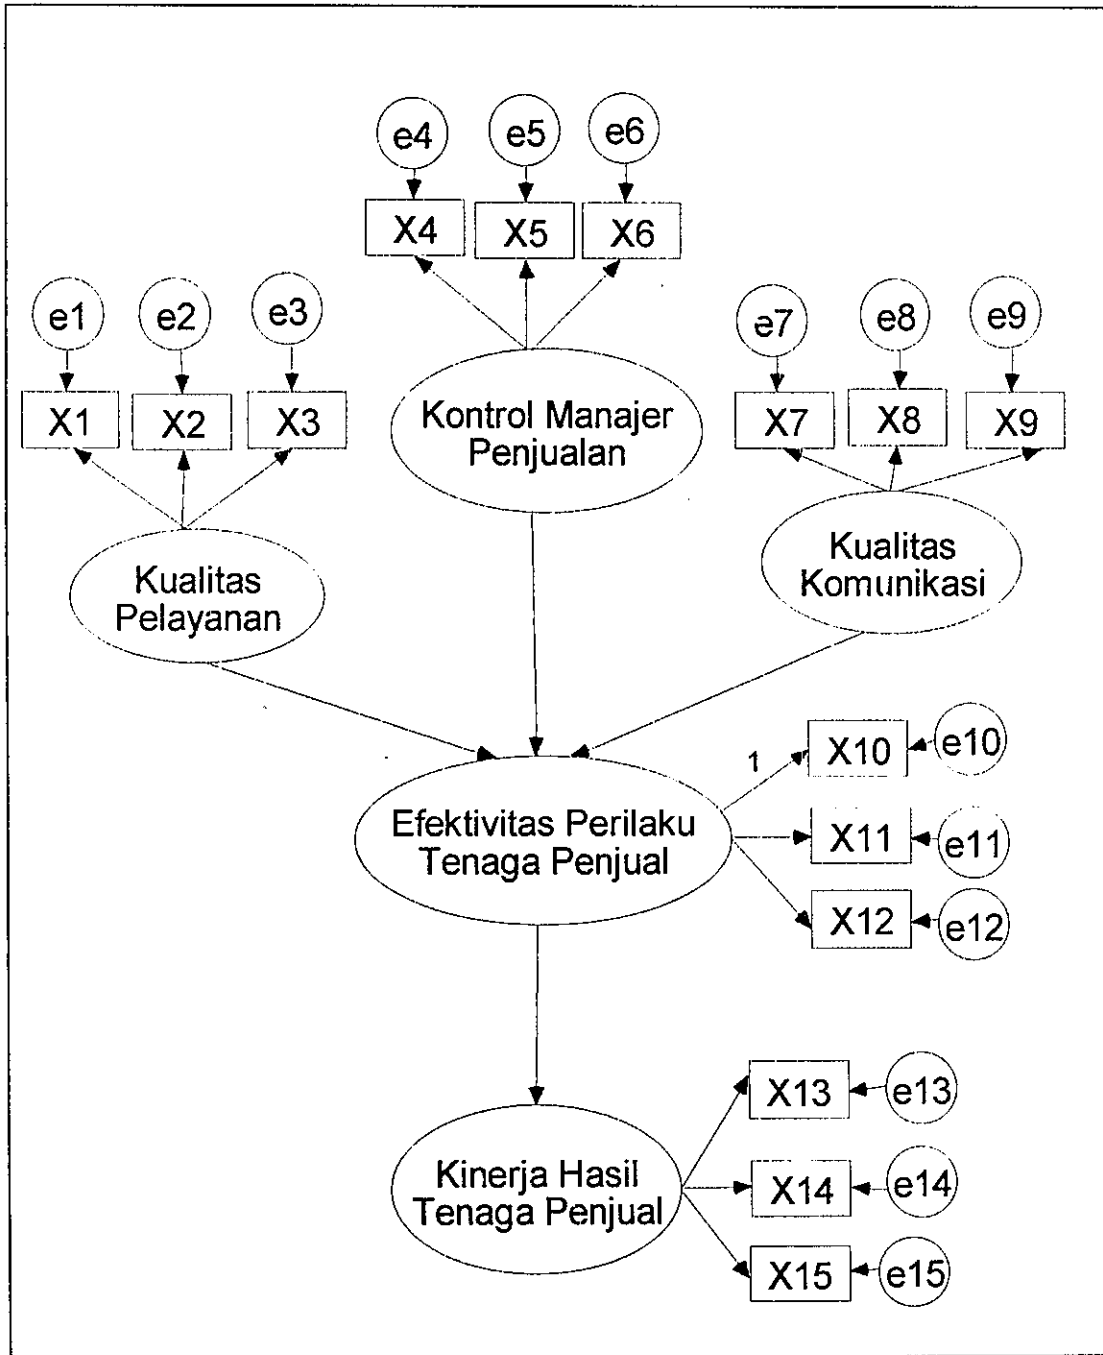 e4
e5
e6
X4
X5
X6
e1
e2
e3
e7
e8
e9
X1
X2
X3
Kontrol Manajer
Penjualan
X7
X8
X9
Kualitas
Pelayanan
Kualitas
Komunikasi
1
X10
e10
Efektivitas Perilaku
Tenaga Penjual
X11
e11
X12
e12
X13
e13
Kinerja Hasil
Tenaga Penjual
X14
e14
X15
e15